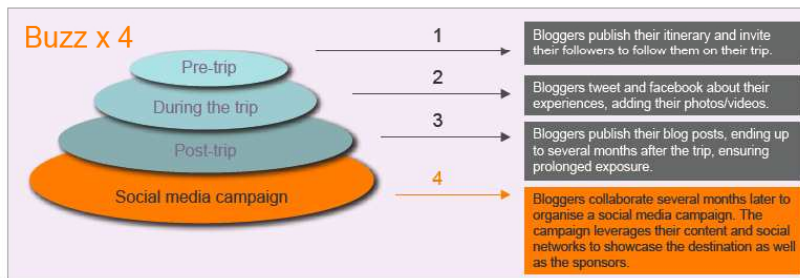 Buzz x 4
Pre-trip
During the trip
Post-trip
Social media campaign
1
Bloggers publish their itinerary and invite
their followers to follow them on their trip.
2
Bloggers tweet and facebook about their
experiences, adding their photos/videos.
3
Bloggers publish their blog posts, ending up
to several months after the trip, ensuring
prolonged exposure.
4
Bloggers collaborate several months later to
organise a social media campaign. The
campaign leverages their content and social
networks to showcase the destination as well
as the sponsors.